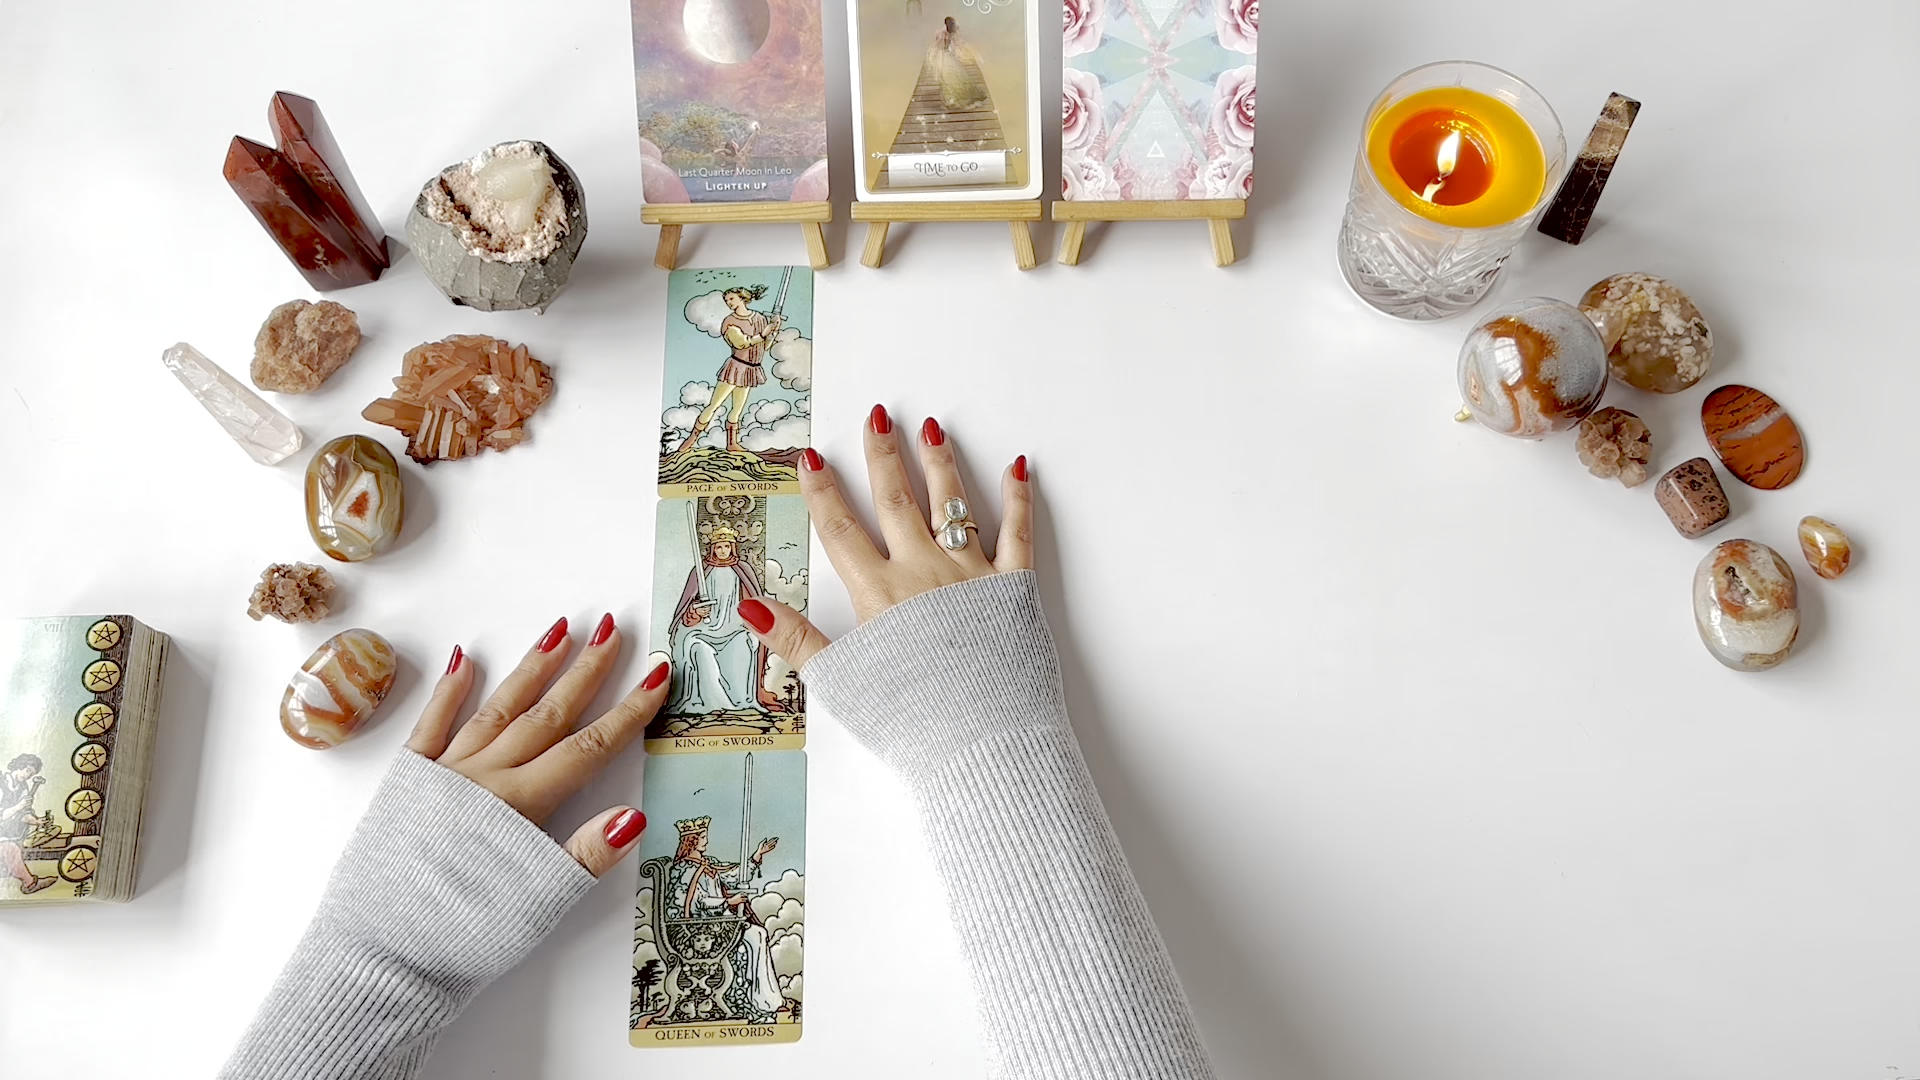 Last Quarter Moon in Leo
LIGHTEN UP
TIME TO GO
PAGE OF SWORDS
KING OF SWORDS
QUEEN OF SWORDS
VIII